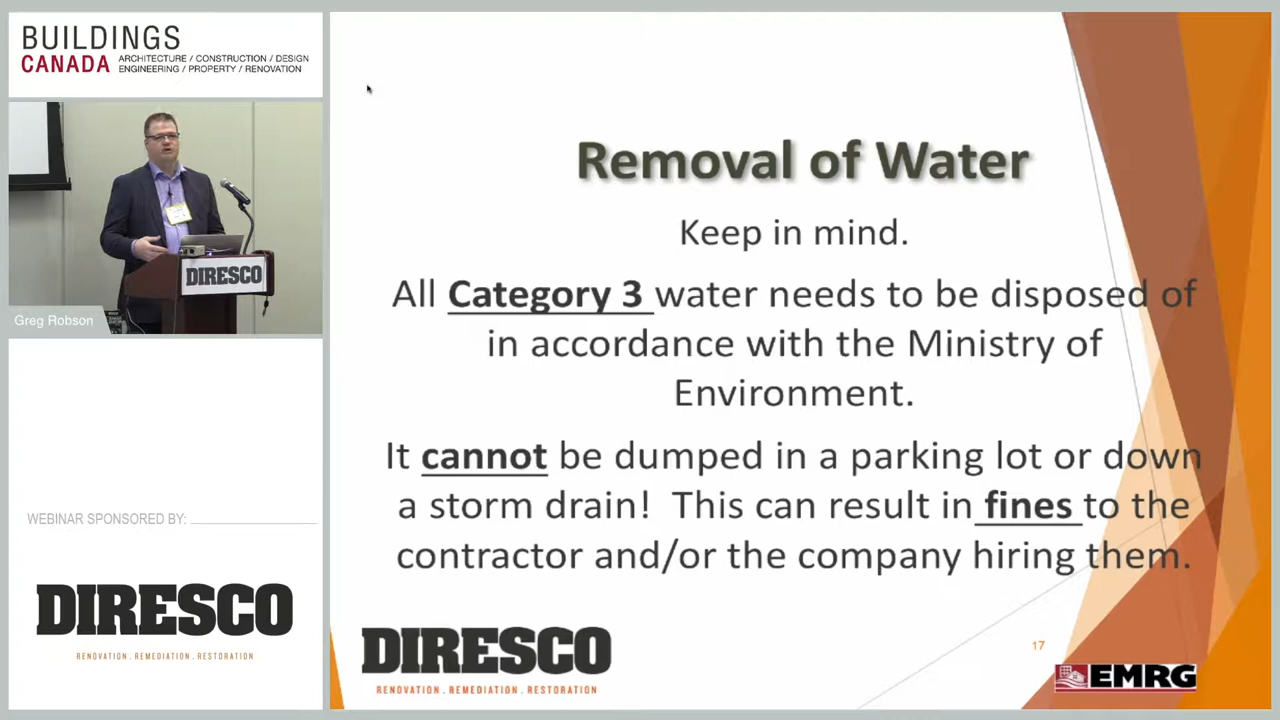 BUILDINGS
CANADA
ARCHITECTURE / CONSTRUCTION / DESIGN
ENGINEERING / PROPERTY / RENOVATION
DIRESCO
Greg Robson
WEBINAR SPONSORED BY:
DIRESCO
RENOVATION . REMEDIATION . RESTORATION
Removal of Water
Keep in mind.
All Category 3 water needs to be disposed of
in accordance with the Ministry of
Environment.
It cannot be dumped in a parking lot or down
a storm drain! This can result in fines to the
contractor and/or the company hiring them.
DIRESCO
RENOVATION . REMEDIATION . RESTORATION
17
EMRG